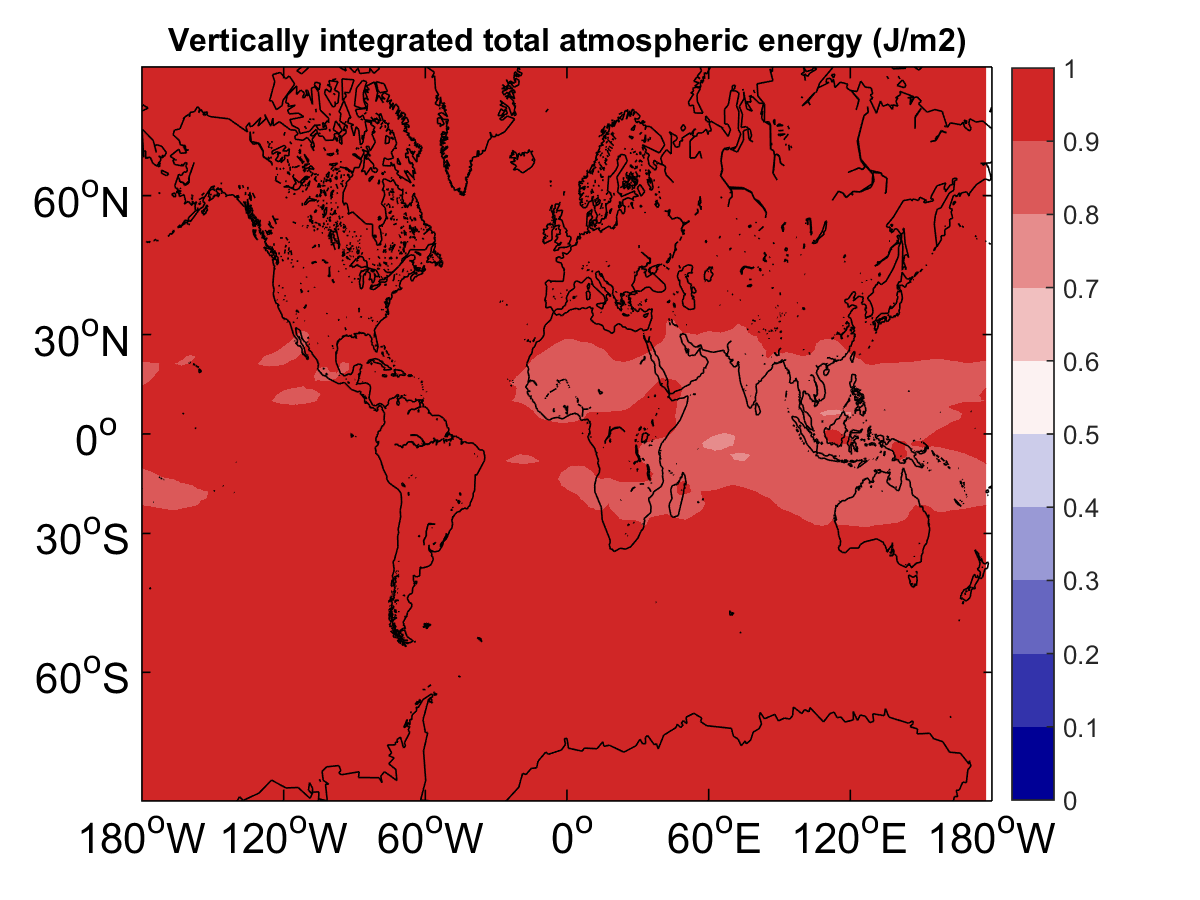 Vertically integrated total atmospheric energy (J/m2)
60°N
30°N
0°
30°S
60°S
180°W 120°W 60°W 0° 60°E 120°E 180°W
1
0.9
0.8
0.7
0.6
0.5
0.4
0.3
0.2
0.1
0